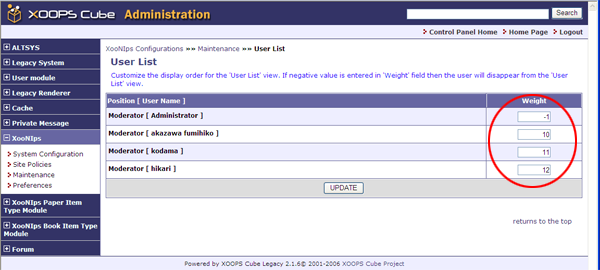 XOOPS Cube Administration
Search
Control Panel Home
Home Page
Logout
ALTSYS
Legacy System
User module
Legacy Renderer
Cache
Private Message
XooNIps
System Configuration
Site Policies
Maintenance
Preferences
XooNIps Paper Item
Type Module
XooNIps Book Item Type
Module
Forum
XooNIps Configurations »» Maintenance »» User List
User List
Customize the display order for the 'User List' view. If negative value is entered in 'Weight' field then the user will disappear from the 'User
List' view.
Position [ User Name ] Weight
Moderator [ Administrator ] -1
Moderator [ akazawa fumihiko ] 10
Moderator [ kodama ] 11
Moderator [ hikari ] 12
UPDATE
returns to the top
Powered by XOOPS Cube Legacy 2.1.6© 2001-2006 XOOPS Cube Project